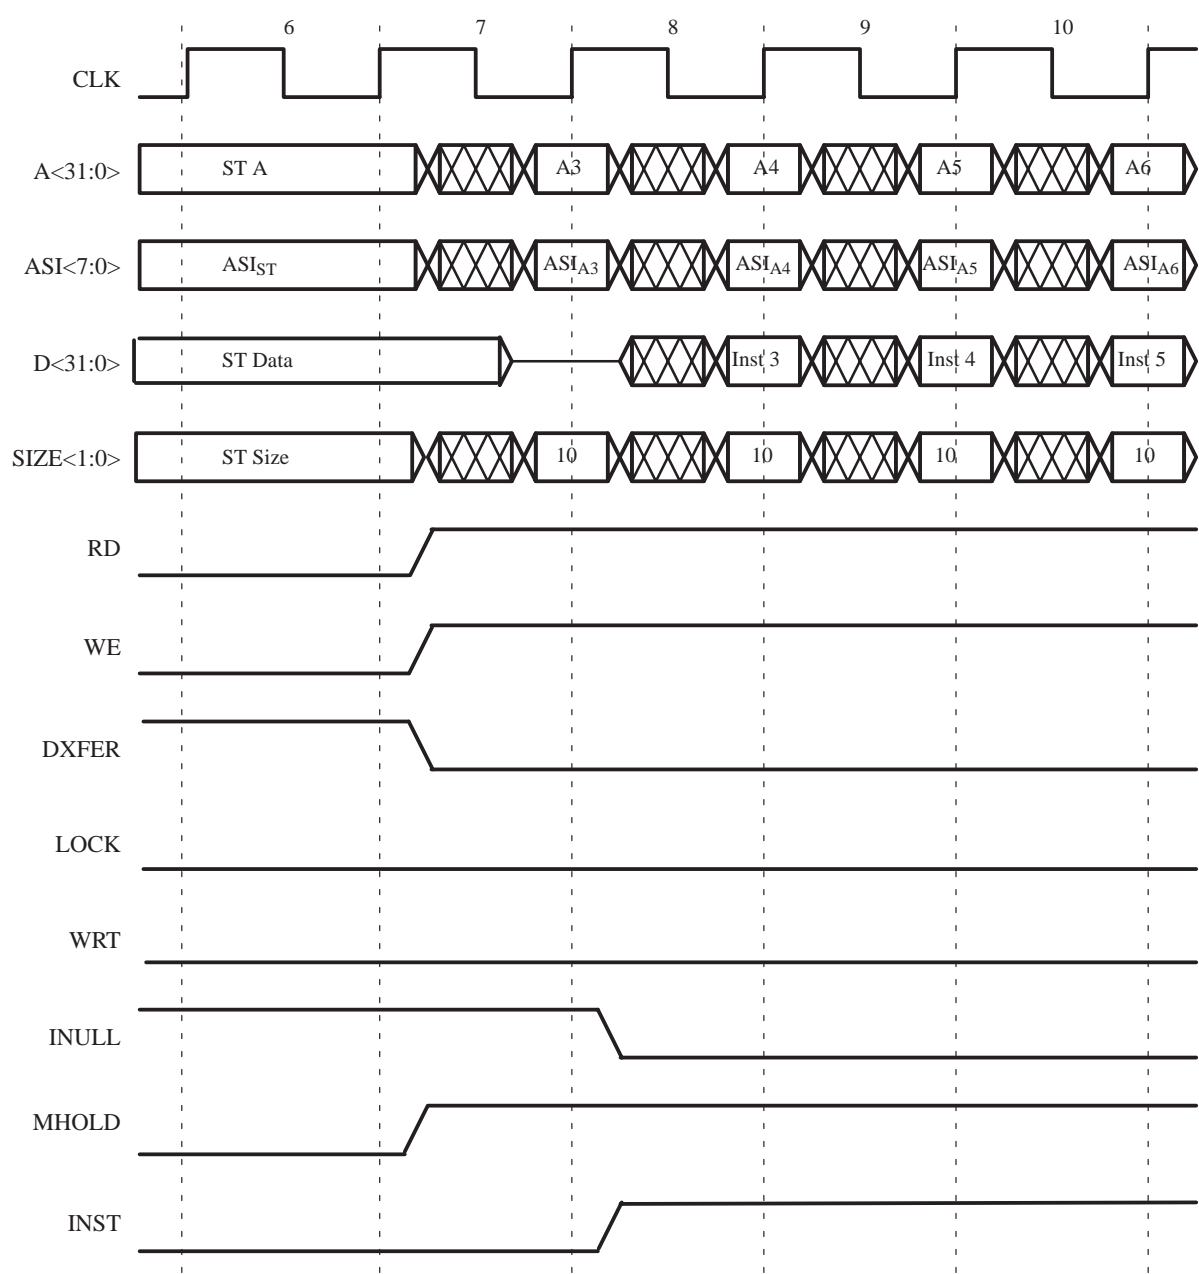 6 7 8 9 10
CLK
A<31:0> ST A A3 A4 A5 A6
ASI<7:0> ASIST ASIA3 ASIA4 ASIA5 ASIA6
D<31:0> ST Data Inst 3 Inst 4 Inst 5
SIZE<1:0> ST Size 10 10 10 10
RD
WE
DXFER
LOCK
WRT
INULL
MHOLD
INST